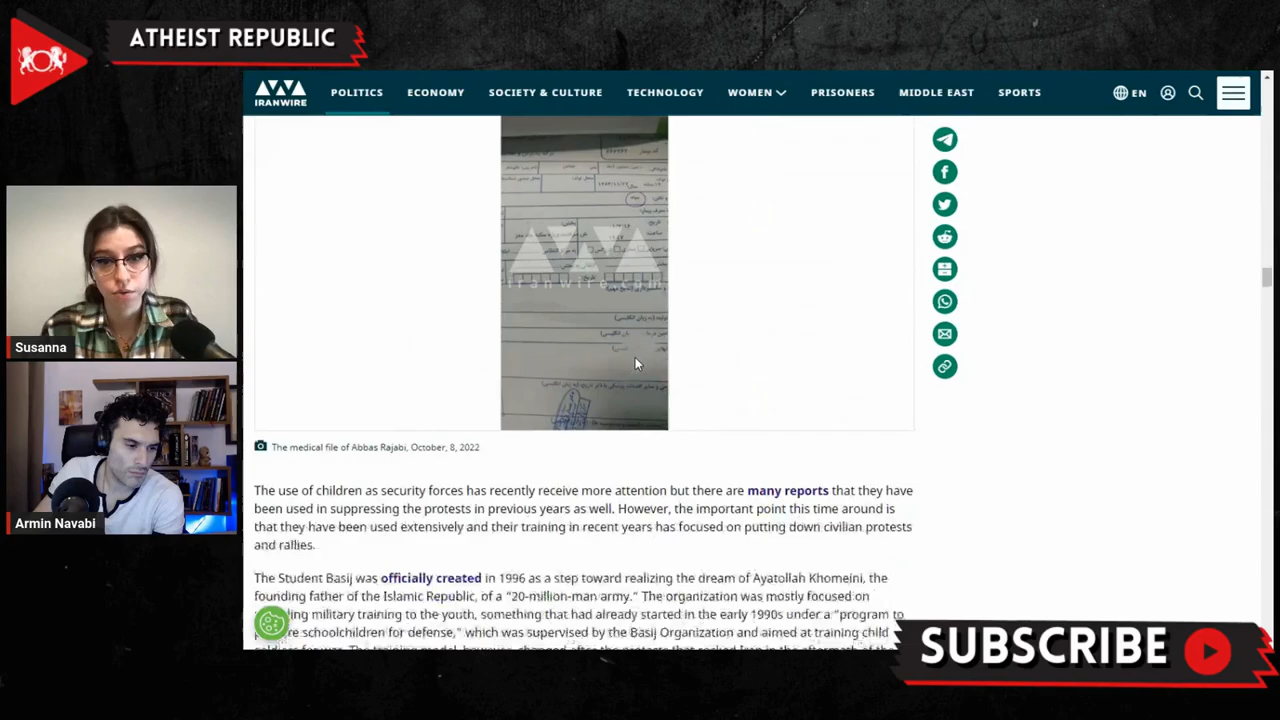 ATHEIST REPUBLIC
IRANWIRE
POLITICS
ECONOMY
SOCIETY & CULTURE
TECHNOLOGY
WOMEN
PRISONERS
MIDDLE EAST
SPORTS
EN
iranwire.com
The medical file of Abbas Rajabi, October, 8, 2022
The use of children as security forces has recently receive more attention but there are many reports that they have
been used in suppressing the protests in previous years as well. However, the important point this time around is
that they have been used extensively and their training in recent years has focused on putting down civilian protests
and rallies.
The Student Basij was officially created in 1996 as a step toward realizing the dream of Ayatollah Khomeini, the
founding father of the Islamic Republic, of a “20-million-man army.” The organization was mostly focused on
military training to the youth, something that had already started in the early 1990s under a “program to
schoolchildren for defense,” which was supervised by the Basij Organization and aimed at training child
Susanna
Armin Navabi
SUBSCRIBE